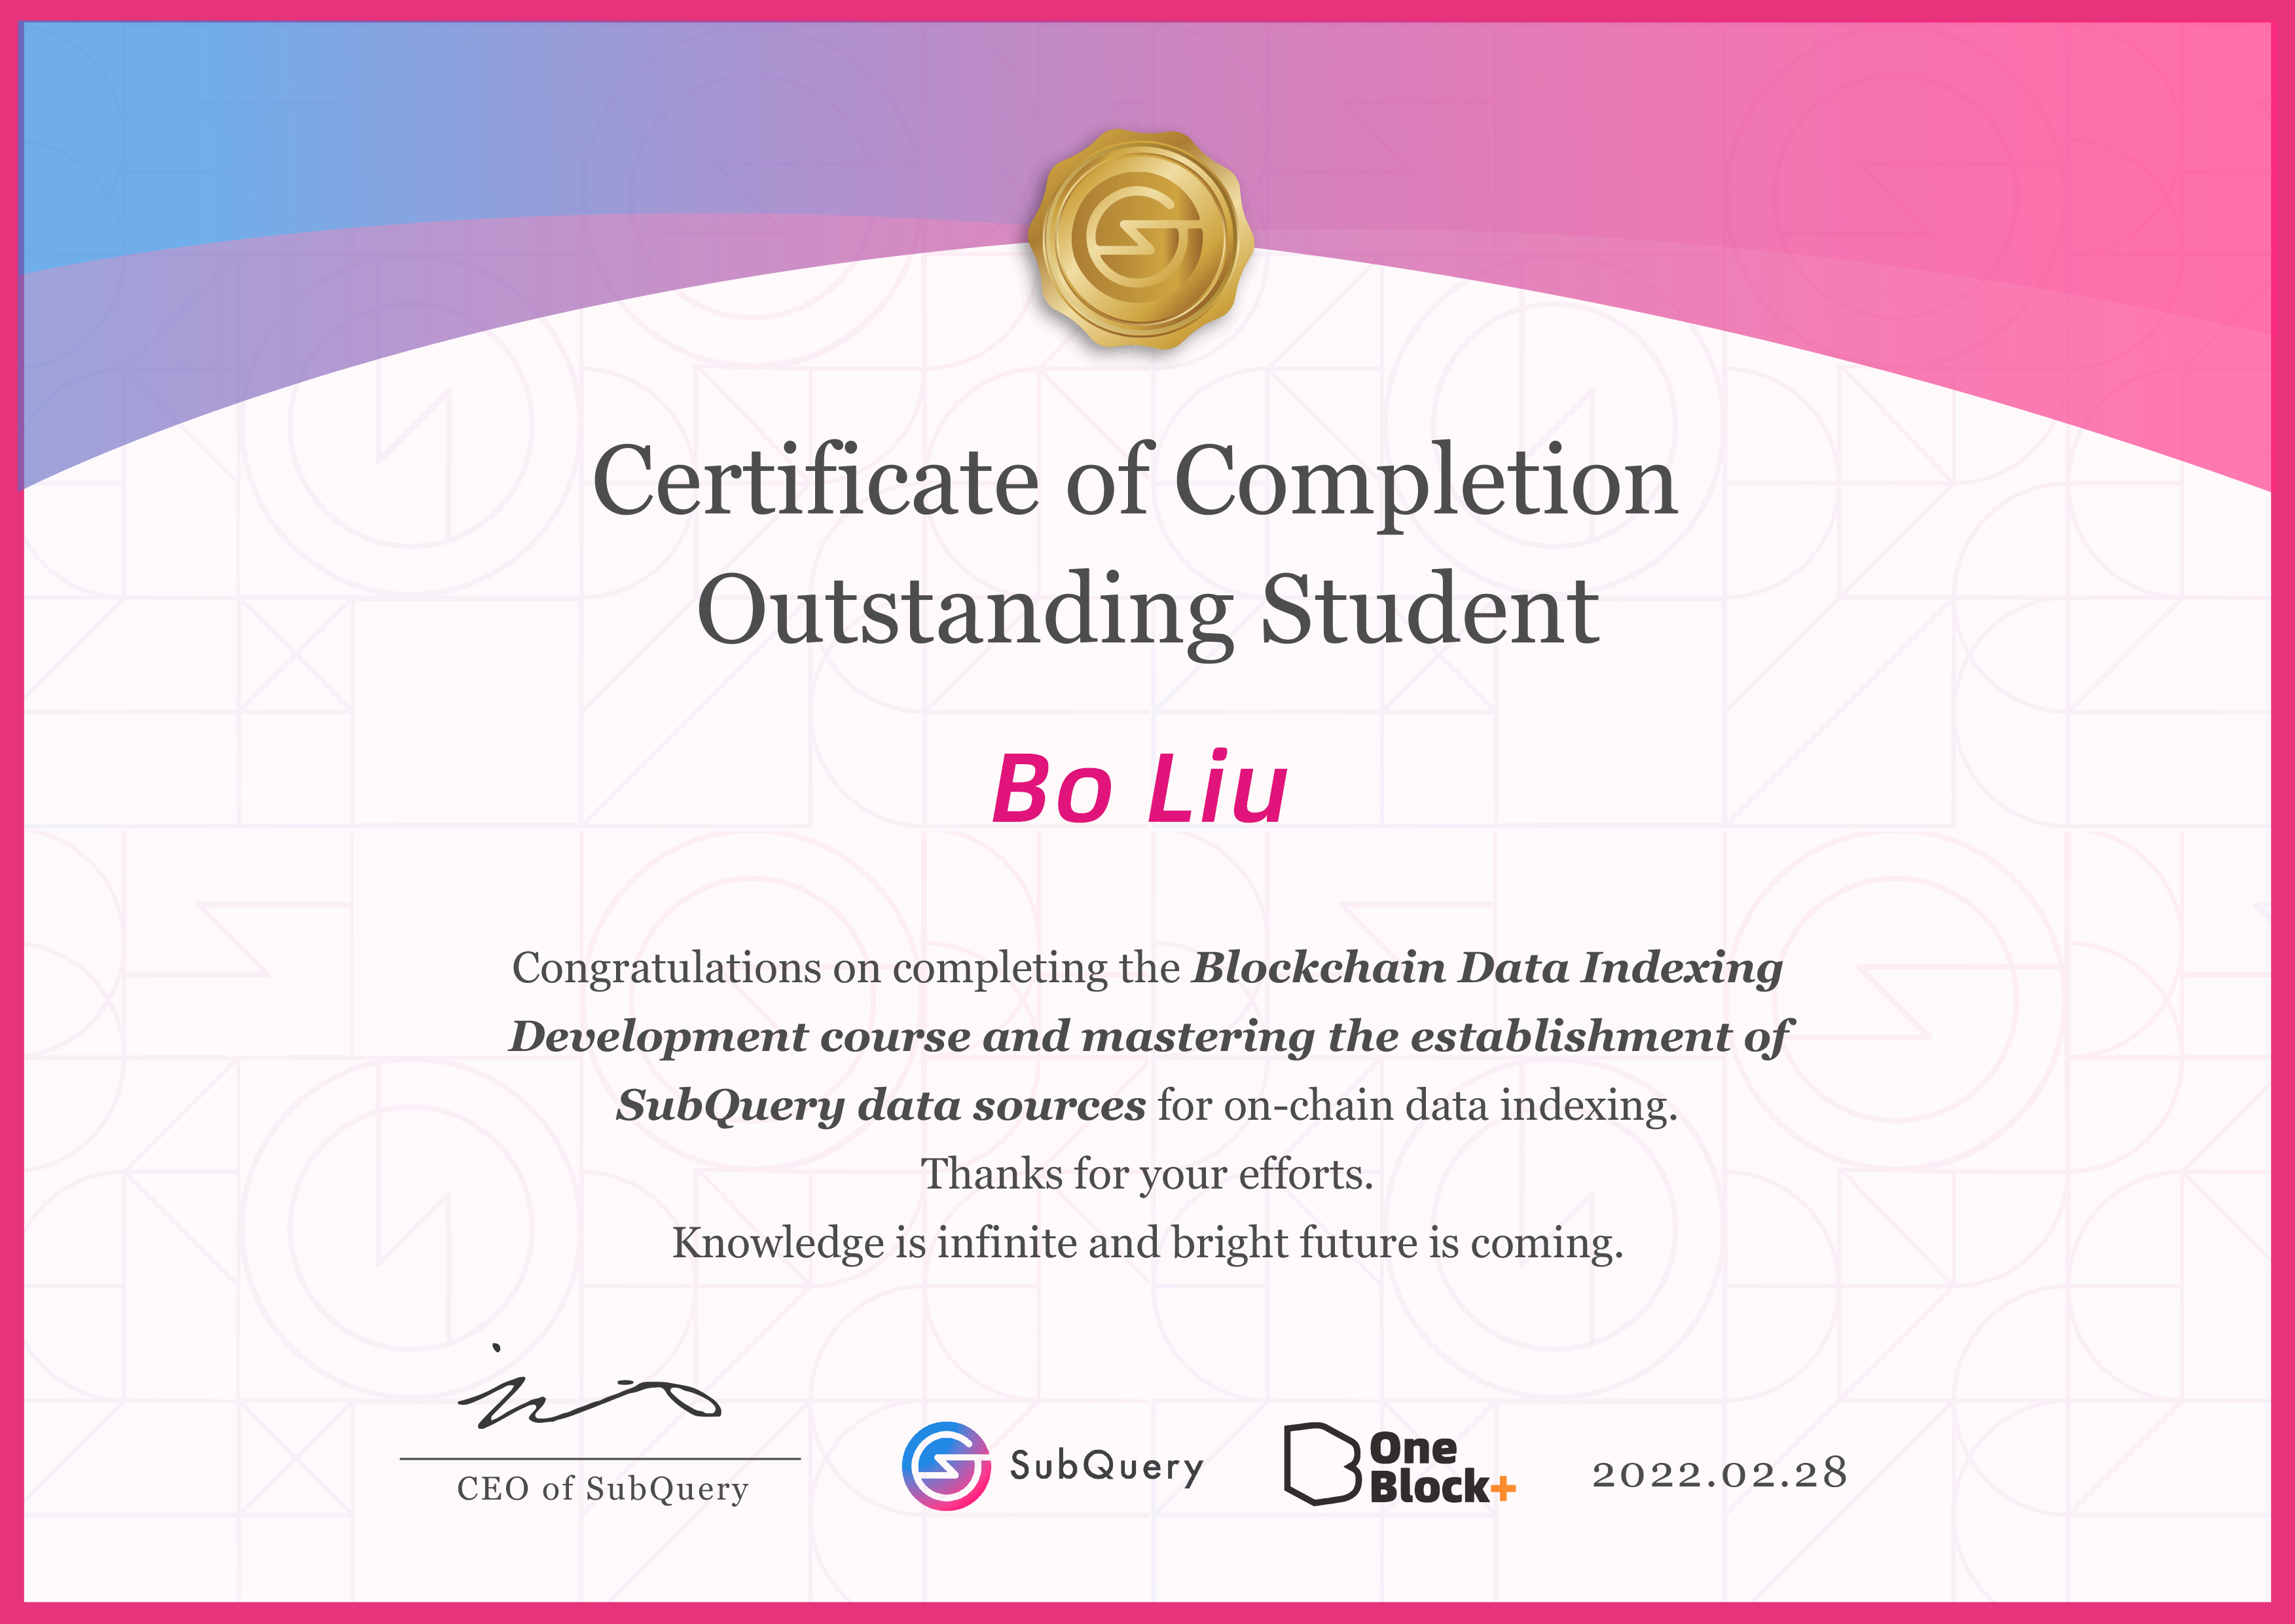 Certificate of Completion
Outstanding Student
Bo Liu
Congratulations on completing the Blockchain Data Indexing
Development course and mastering the establishment of
SubQuery data sources for on-chain data indexing.
Thanks for your efforts.
Knowledge is infinite and bright future is coming.
CEO of SubQuery
SubQuery
One
Block+
2022.02.28